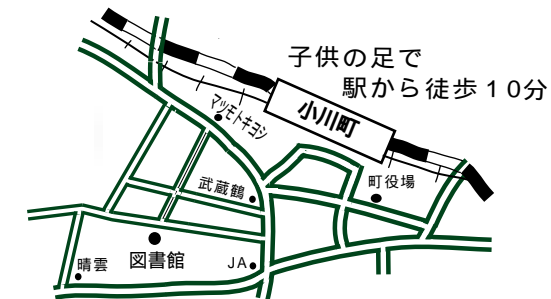 子供の足で
駅から徒歩10分
小川町
マツモトキヨシ
武蔵鶴
町役場
図書館
JA
晴雲